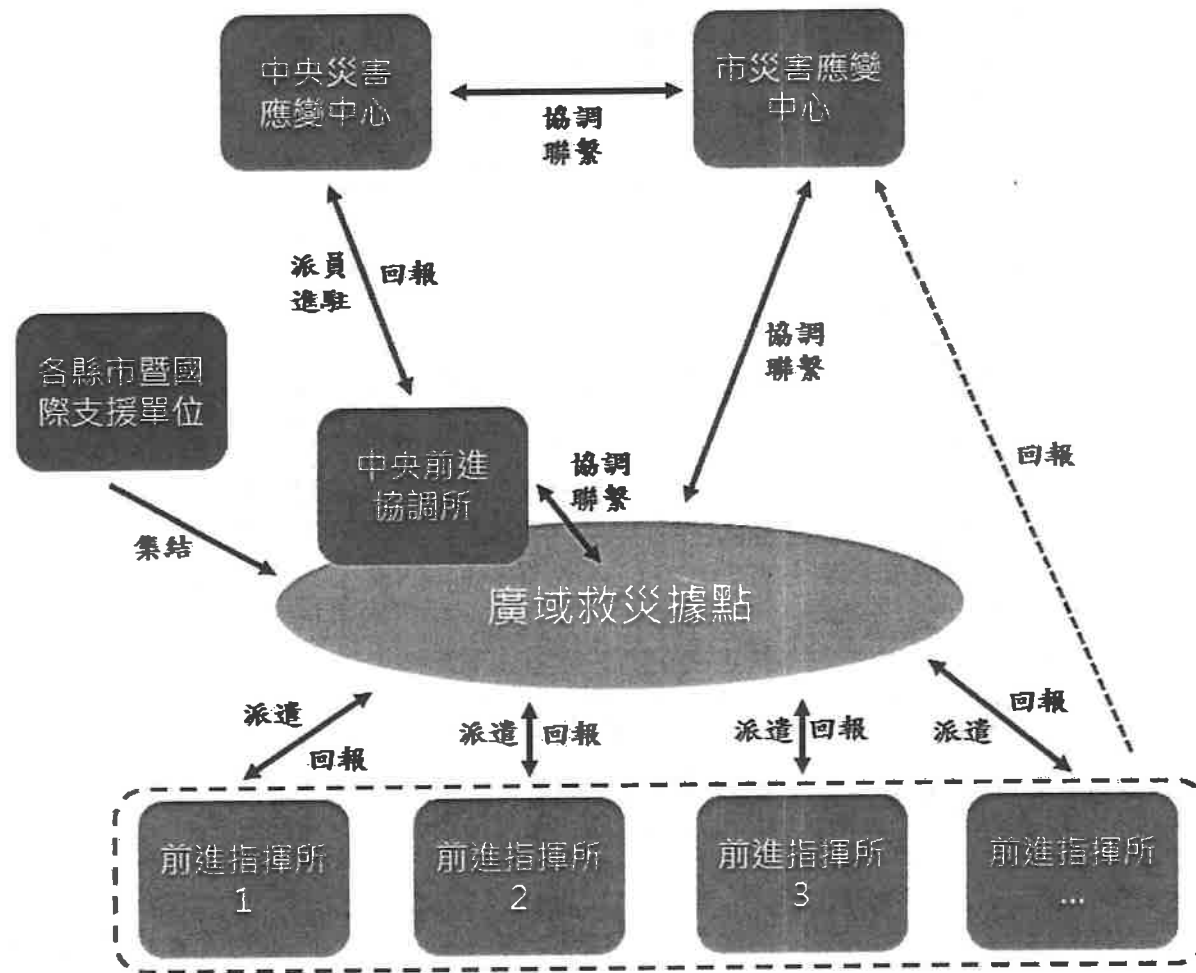 中央災害
應變中心
市災害應變
中心
協調
聯繫
派員
進駐
回報
協調
聯繫
各縣市暨國
際支援單位
回報
中央前進
協調所
協調
聯繫
集結
廣域救災據點
派遣
回報
派遣
回報
派遣
回報
回報
派遣
前進指揮所
1
前進指揮所
2
前進指揮所
3
前進指揮所
...